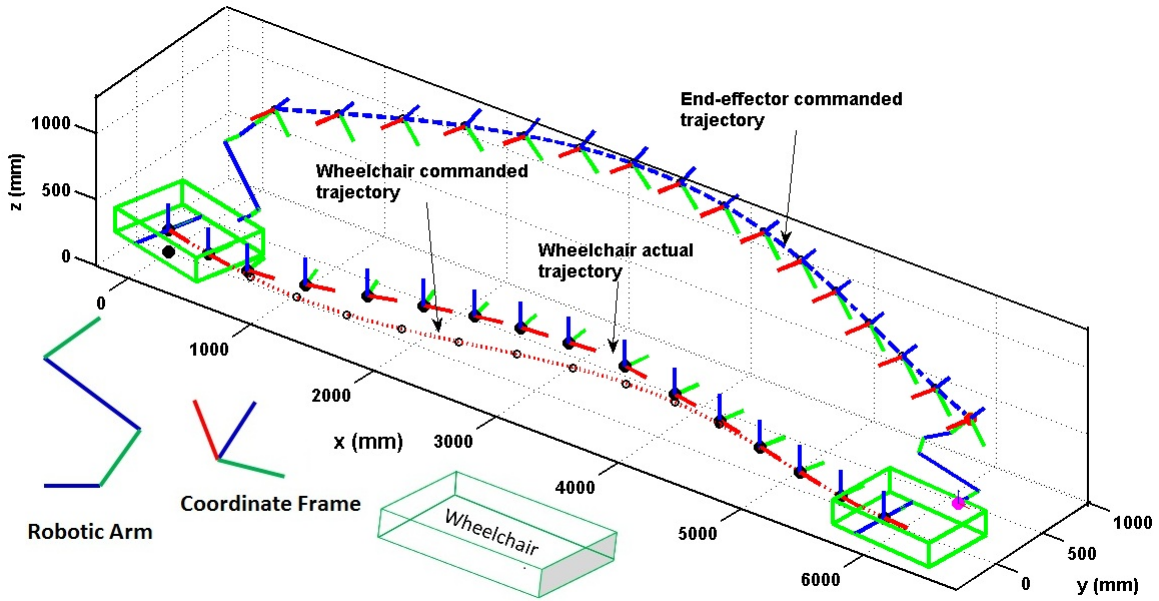 End-effector commanded
trajectory
1000
Wheelchair commanded
trajectory
500
z (mm)
Wheelchair actual
trajectory
0
0
1000
2000
x (mm)
3000
4000
5000
6000
0
500
1000
y (mm)
Coordinate Frame
Robotic Arm
Wheelchair